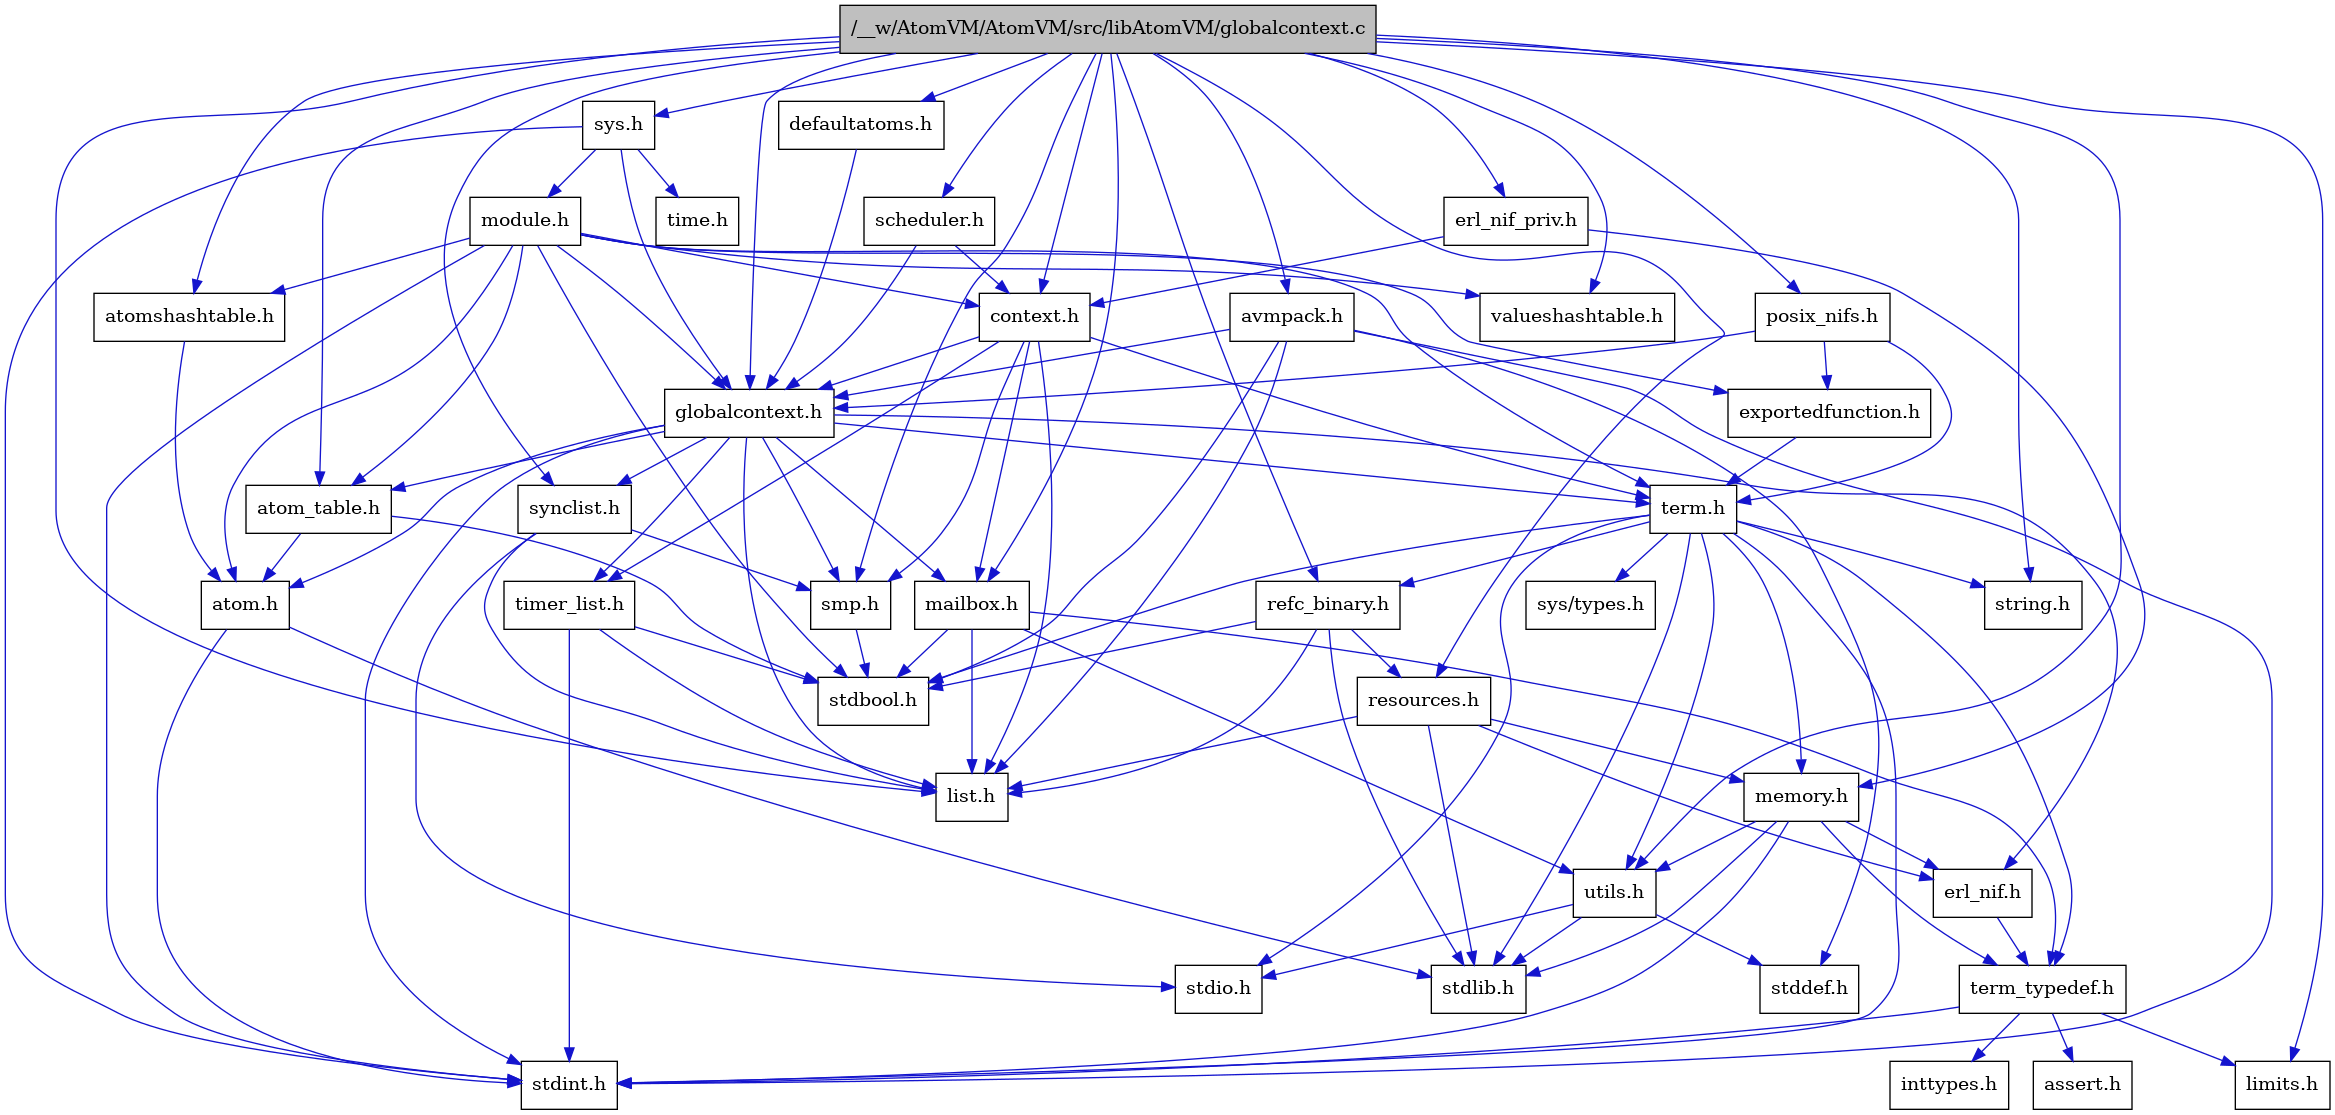 /__w/AtomVM/AtomVM/src/libAtomVM/globalcontext.c
sys.h
defaultatoms.h
module.h
time.h
scheduler.h
erl_nif_priv.h
atomshashtable.h
context.h
avmpack.h
valueshashtable.h
posix_nifs.h
globalcontext.h
exportedfunction.h
atom_table.h
synclist.h
term.h
atom.h
timer_list.h
smp.h
mailbox.h
refc_binary.h
sys/types.h
string.h
stdbool.h
resources.h
list.h
memory.h
utils.h
erl_nif.h
stdio.h
stdlib.h
stddef.h
term_typedef.h
stdint.h
inttypes.h
assert.h
limits.h